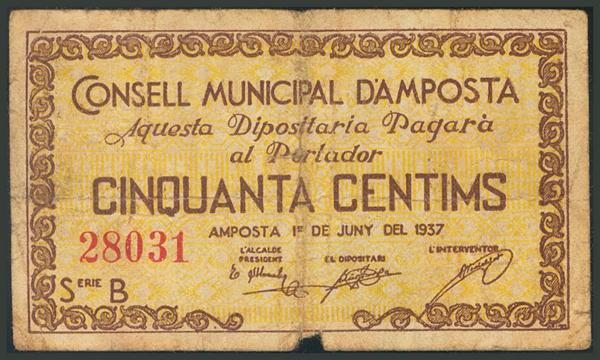 CONSELL MUNICIPAL D'AMPOSTA
Aquesta Dipositaria Pagarà
al Portador
CINQUANTA CENTIMS
AMPOSTA 1er DE JUNY DEL 1937
28031
L'ALCALDE PRESIDENT
EL DIPOSITARI
L'INTERVENTOR
SERIE B